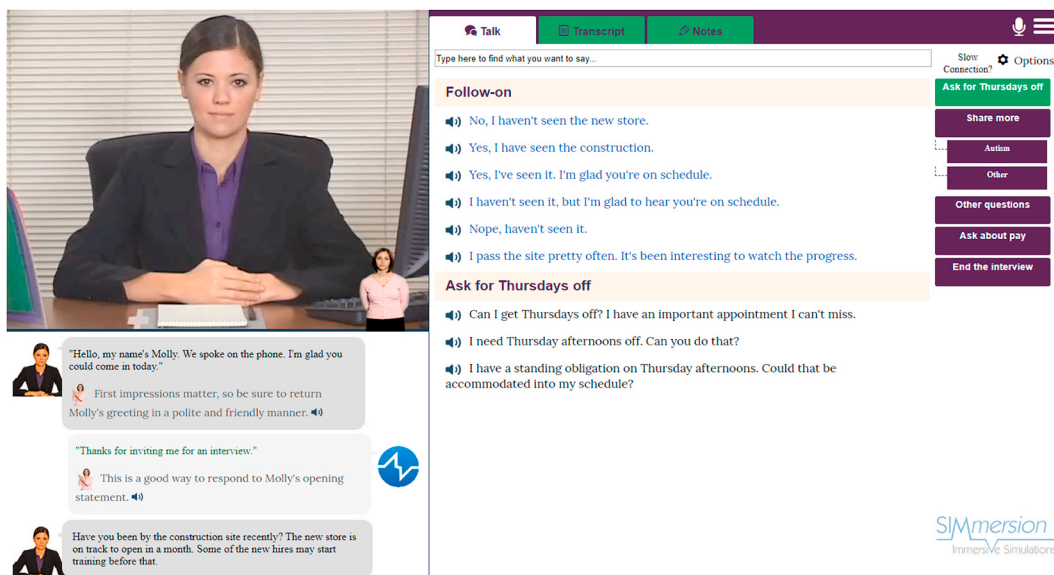 Talk
Transcript
Notes
Type here to find what you want to say...
Slow
Connection?
Options
Follow-on
No, I haven't seen the new store.
Yes, I have seen the construction.
Yes, I've seen it. I'm glad you're on schedule.
I haven't seen it, but I'm glad to hear you're on schedule.
Nope, haven't seen it.
I pass the site pretty often. It's been interesting to watch the progress.
Ask for Thursdays off
Can I get Thursdays off? I have an important appointment I can't miss.
I need Thursday afternoons off. Can you do that?
I have a standing obligation on Thursday afternoons. Could that be
accommodated into my schedule?
Ask for Thursdays off
Share more
Autism
Other
Other questions
Ask about pay
End the interview
"Hello, my name's Molly. We spoke on the phone. I'm glad you
could come in today."
First impressions matter, so be sure to return
Molly's greeting in a polite and friendly manner.
"Thanks for inviting me for an interview."
This is a good way to respond to Molly's opening
statement.
Have you been by the construction site recently? The new store is
on track to open in a month. Some of the new hires may start
training before that.
SIMmersion
Immersive Simulations